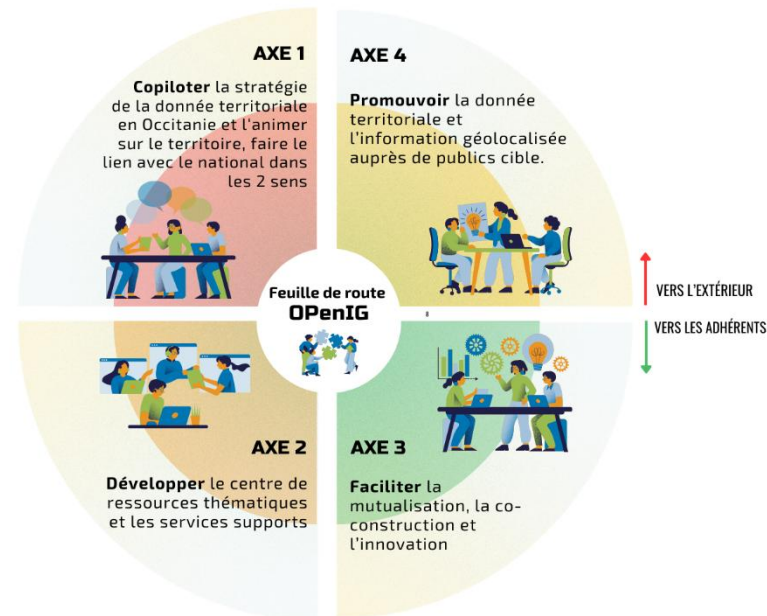 AXE 1
Copiloter la stratégie
de la donnée territoriale
en Occitanie et l'animer
sur le territoire, faire le
lien avec le national dans
les 2 sens
AXE 4
Promouvoir la donnée
territoriale et
l'information géolocalisée
auprès de publics cible.
Feuille de route
OPenIG
VERS L'EXTÉRIEUR
VERS LES ADHÉRENTS
AXE 2
Développer le centre de
ressources thématiques
et les services supports
AXE 3
Faciliter la
mutualisation, la co-
construction et
l'innovation